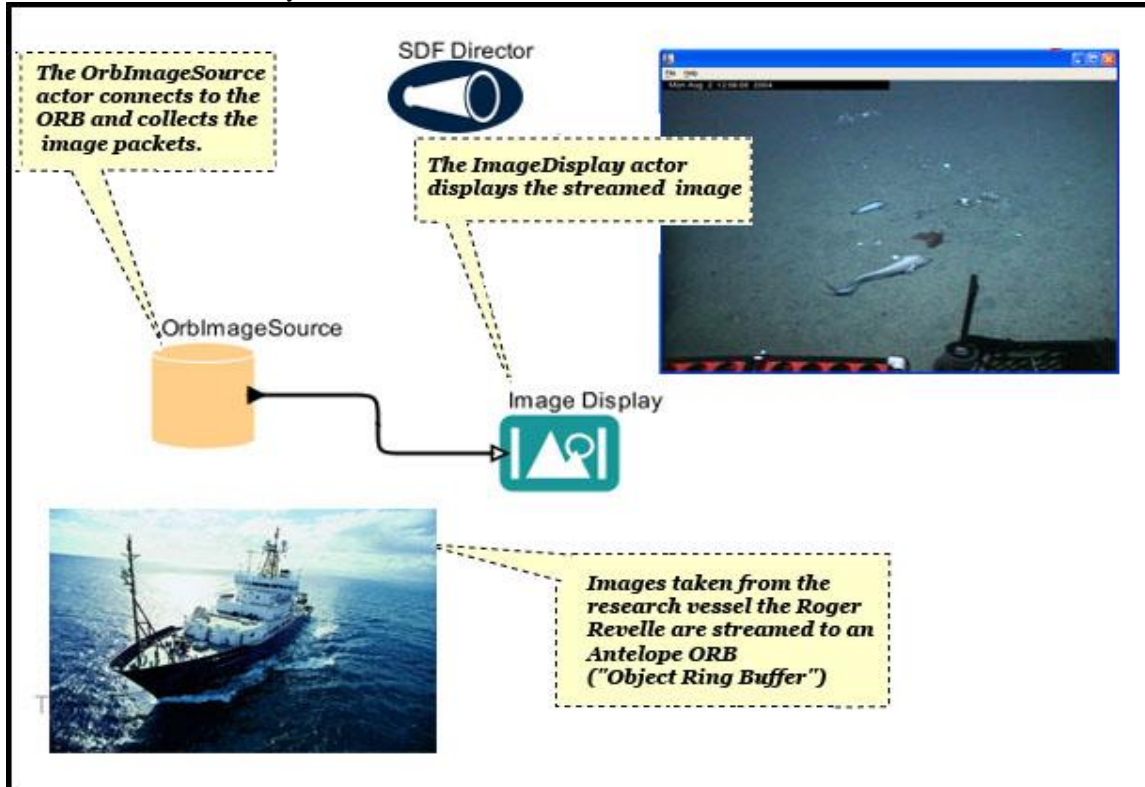 The OrbImageSource
actor connects to the
ORB and collects the
image packets.
SDF Director
The ImageDisplay actor
displays the streamed image
File Help
OrbImageSource
Image Display
Images taken from the
research vessel the Roger
Revelle are streamed to an
Antelope ORB
("Object Ring Buffer")